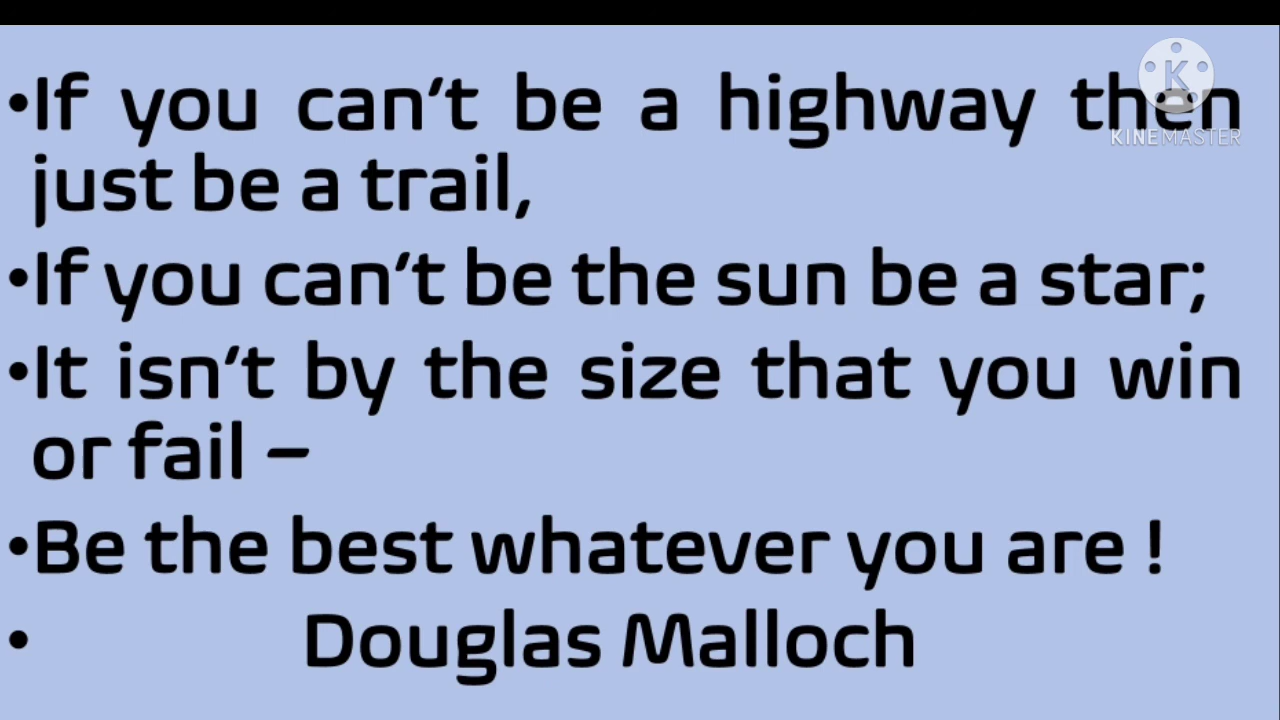 •If you can't be a highway then
just be a trail,
•If you can't be the sun be a star;
•It isn't by the size that you win
or fail –
•Be the best whatever you are !
• Douglas Malloch
K
KINEMASTER